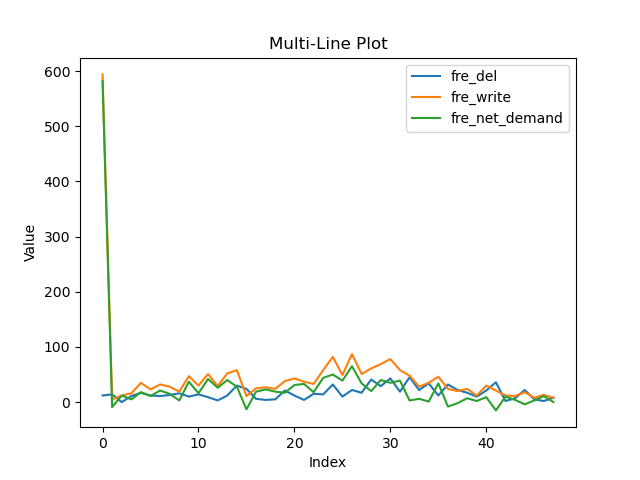 Multi-Line Plot
fre_del
fre_write
fre_net_demand
600
500
400
300
200
100
0
Value
0 10 20 30 40
Index